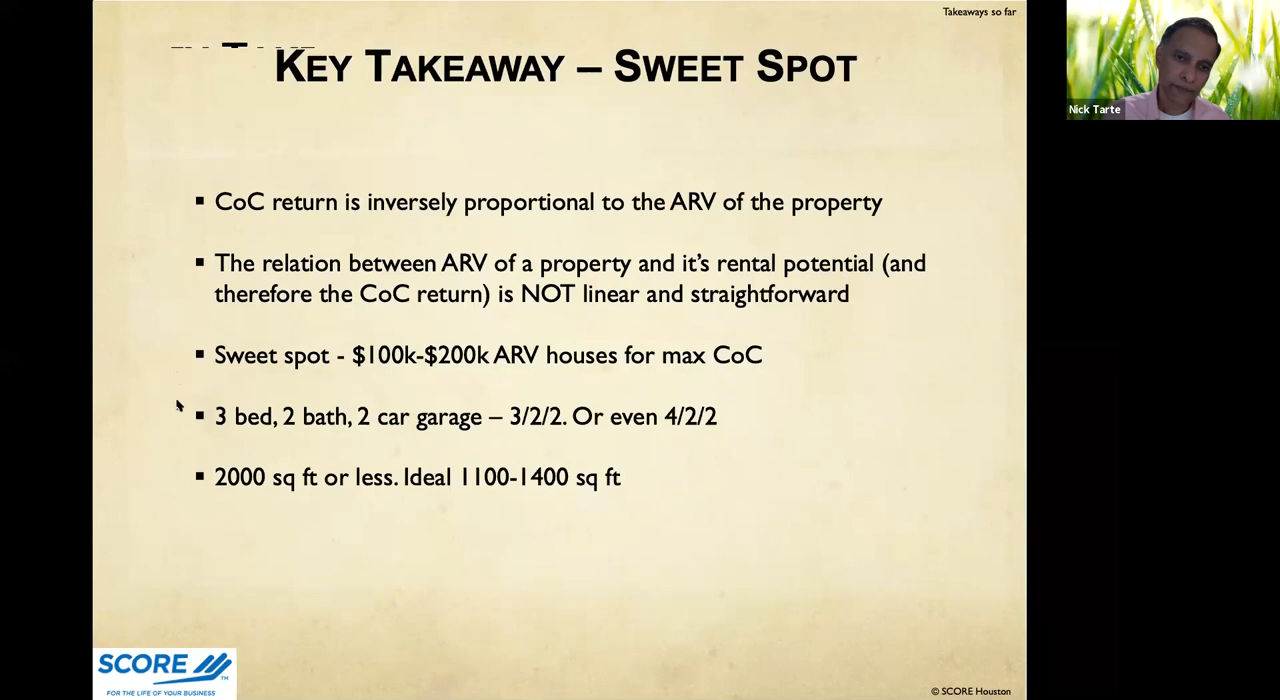 Takeaways so far
KEY TAKEAWAY – SWEET SPOT
▪ CoC return is inversely proportional to the ARV of the property
▪ The relation between ARV of a property and it’s rental potential (and
therefore the CoC return) is NOT linear and straightforward
▪ Sweet spot - $100k-$200k ARV houses for max CoC
▪ 3 bed, 2 bath, 2 car garage – 3/2/2. Or even 4/2/2
▪ 2000 sq ft or less. Ideal 1100-1400 sq ft
SCORE TM
FOR THE LIFE OF YOUR BUSINESS
© SCORE Houston
Nick Tarte